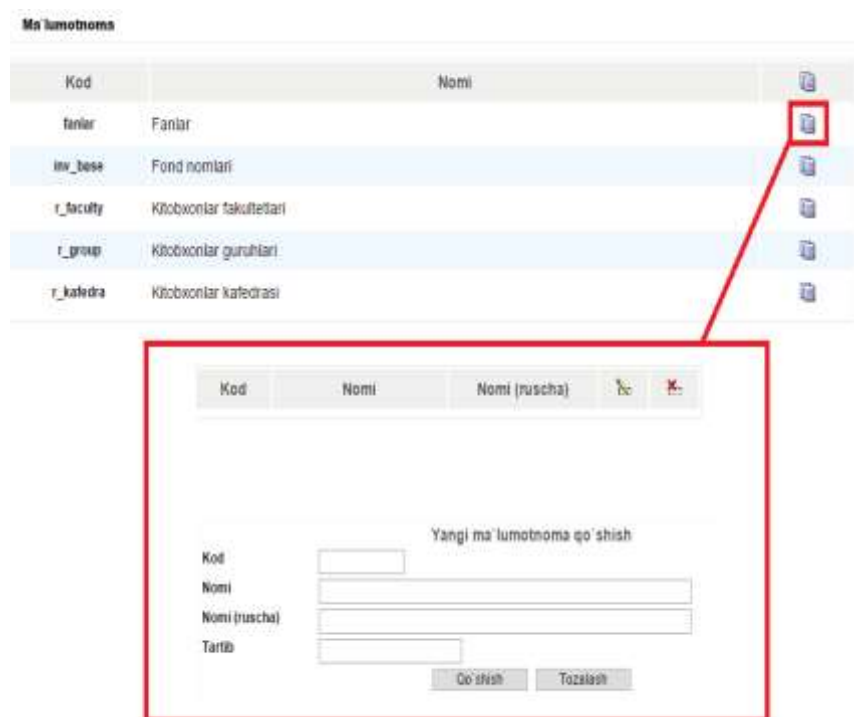 Ma`lumotnoma
Kod Nomi
fanlar Fanlar
inv_base Fond nomlari
r_faculty Kitobxonlar fakultetlari
r_group Kitobxonlar guruhlari
r_kafedra Kitobxonlar kafedrasi
Kod Nomi Nomi (ruscha)
Yangi ma`lumotnoma qo`shish
Kod
Nomi
Nomi (ruscha)
Tartib
Qo`shish Tozalash